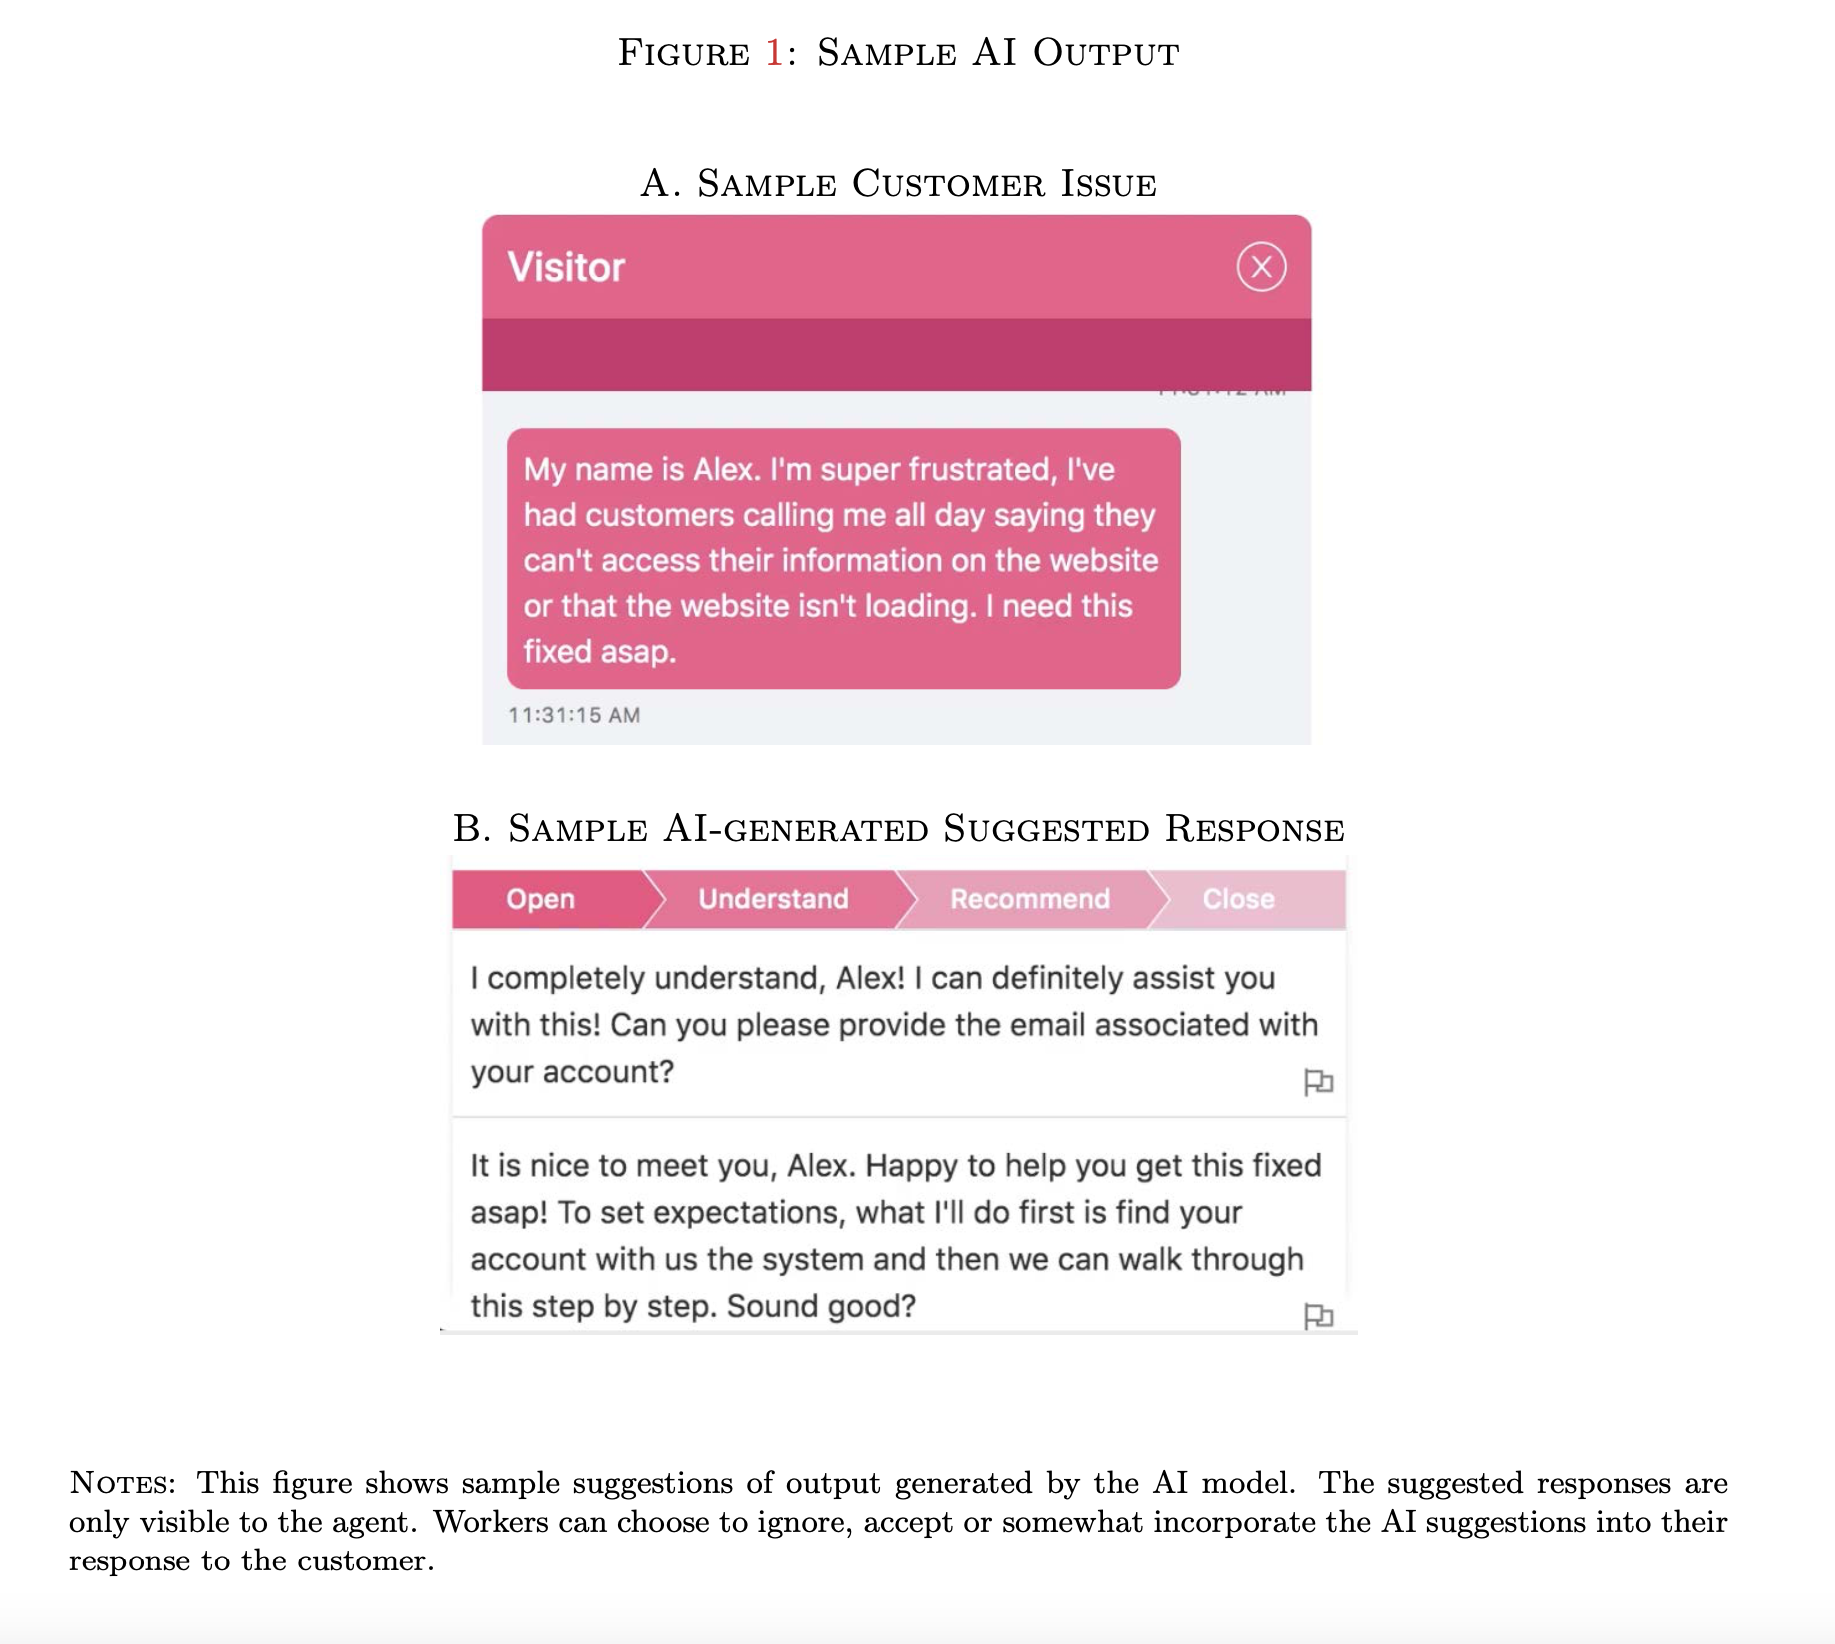 FIGURE 1: SAMPLE AI OUTPUT
A. SAMPLE CUSTOMER ISSUE
Visitor
X
My name is Alex. I'm super frustrated, I've
had customers calling me all day saying they
can't access their information on the website
or that the website isn't loading. I need this
fixed asap.
11:31:15 AM
B. SAMPLE AI-GENERATED SUGGESTED RESPONSE
Open Understand Recommend Close
I completely understand, Alex! I can definitely assist you
with this! Can you please provide the email associated with
your account?
It is nice to meet you, Alex. Happy to help you get this fixed
asap! To set expectations, what I'll do first is find your
account with us the system and then we can walk through
this step by step. Sound good?
NOTES: This figure shows sample suggestions of output generated by the AI model. The suggested responses are
only visible to the agent. Workers can choose to ignore, accept or somewhat incorporate the AI suggestions into their
response to the customer.